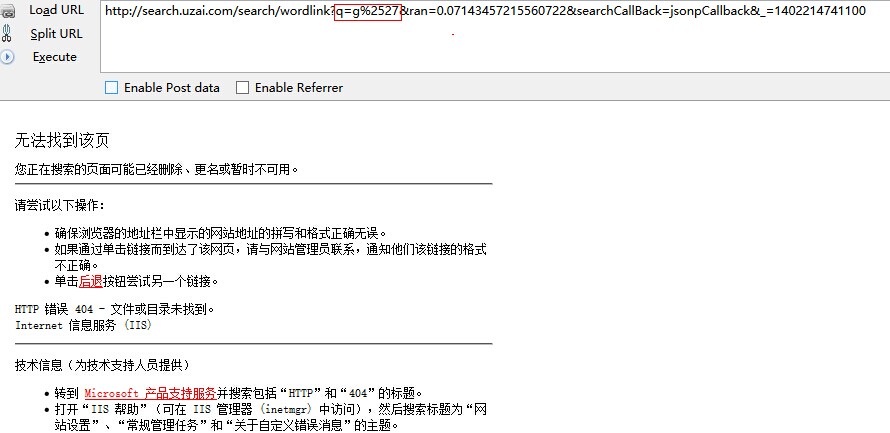 Load URL
http://search.uzai.com/search/wordlink?q=g%2527&ran=0.07143457215560722&searchCallBack=jsonpCallback&_=1402214741100
Split URL
Execute
Enable Post data Enable Referrer
无法找到该页
您正在搜索的页面可能已经删除、更名或暂时不可用。
请尝试以下操作:
• 确保浏览器的地址栏中显示的网站地址的拼写和格式正确无误。
• 如果通过单击链接而到达了该网页,请与网站管理员联系,通知他们该链接的格式
不正确。
• 单击后退按钮尝试另一个链接。
HTTP 错误 404 - 文件或目录未找到。
Internet 信息服务 (IIS)
技术信息(为技术支持人员提供)
• 转到 Microsoft 产品支持服务并搜索包括“HTTP”和“404”的标题。
• 打开“IIS 帮助”(可在 IIS 管理器 (inetmgr) 中访问),然后搜索标题为“网
站设置”、“常规管理任务”和“关于自定义错误消息”的主题。